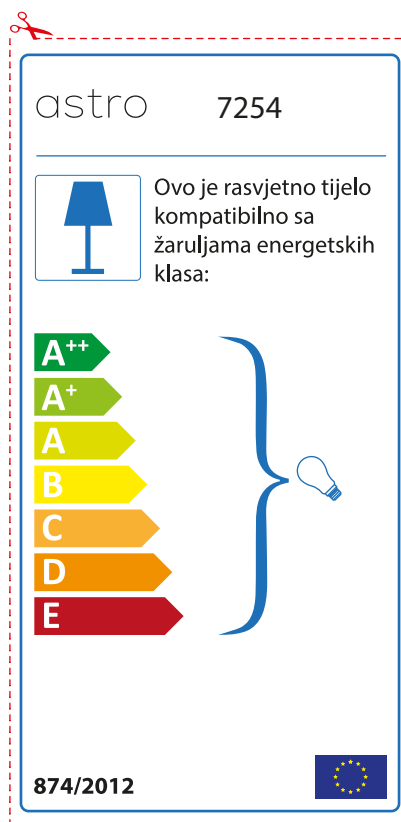 astro 7254
Ovo je rasvjetno tijelo
kompatibilno sa
žaruljama energetskih
klasa:
A++
A+
A
B
C
D
E
874/2012